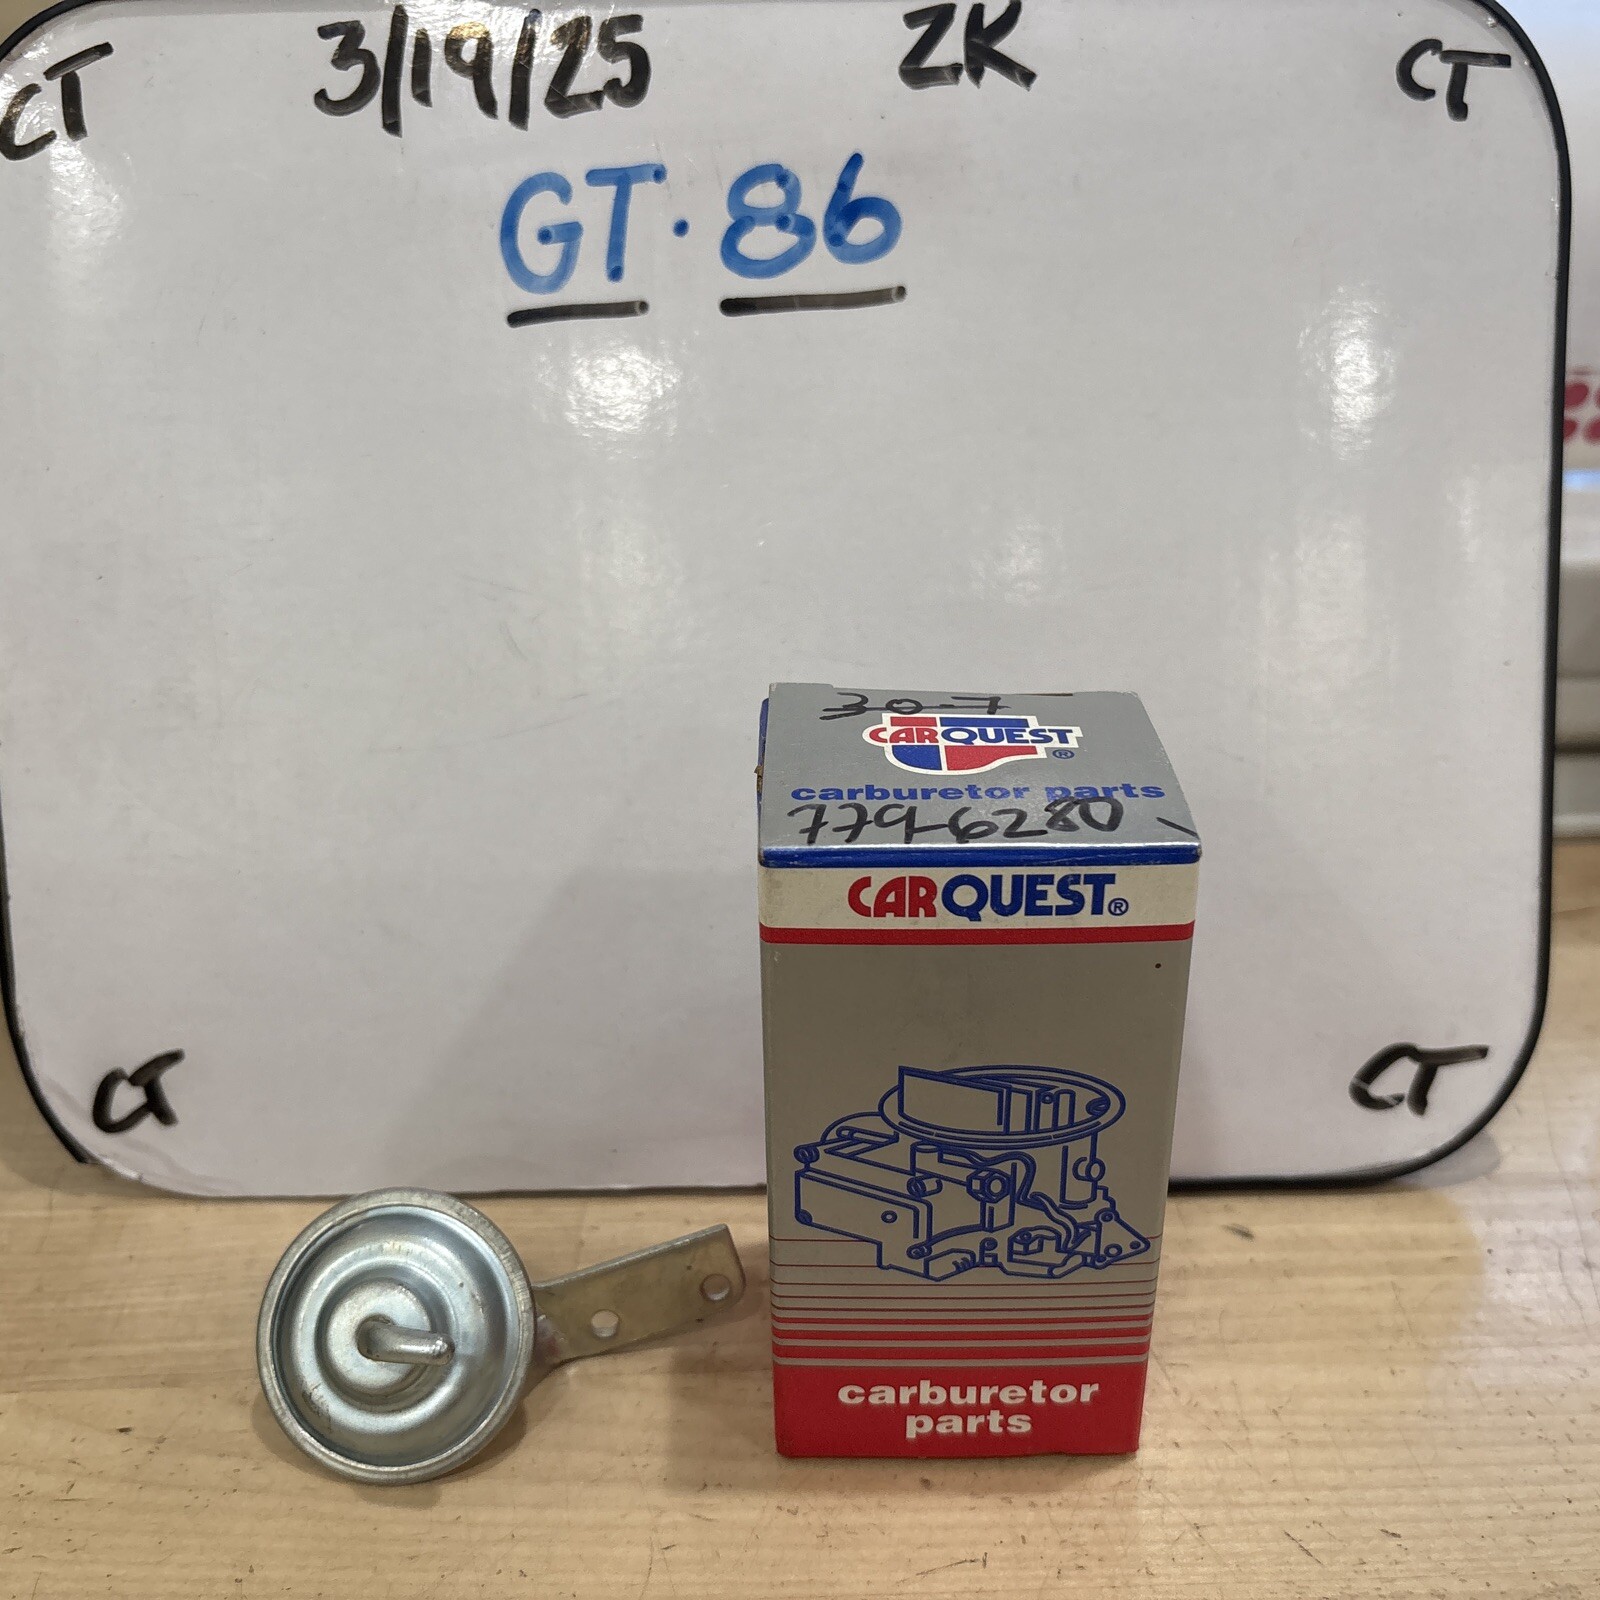 CT 3/19/25 ZK CT
GT·86
30-7
CARQUEST®
carburetor parts
779-6280
CARQUEST®
carburetor
parts
CT CT